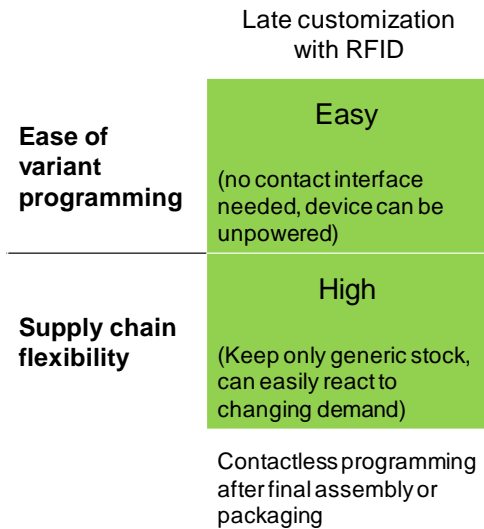 Late customization
with RFID
Ease of
variant
programming
Easy
(no contact interface
needed, device can be
unpowered)
Supply chain
flexibility
High
(Keep only generic stock,
can easily react to
changing demand)
Contactless programming
after final assembly or
packaging